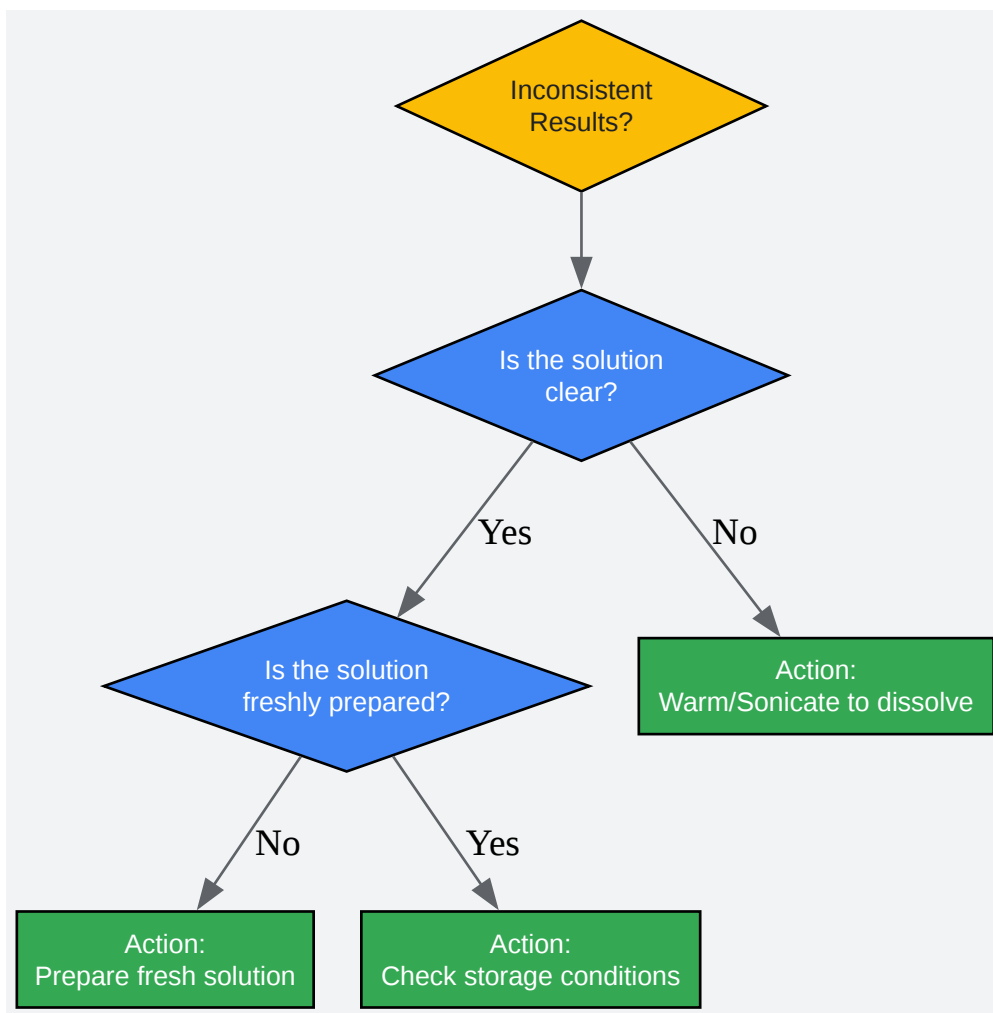 Inconsistent
Results?
Is the solution
clear?
Yes
No
Is the solution
freshly prepared?
Action:
Warm/Sonicate to dissolve
No
Yes
Action:
Prepare fresh solution
Action:
Check storage conditions